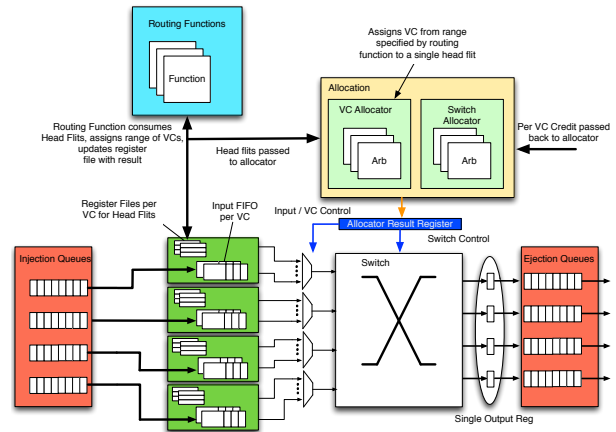 Routing Functions
Function
Assigns VC from range
specified by routing
function to a single head flit
Allocation
VC Allocator
Arb
Switch
Allocator
Arb
Routing Function consumes
Head Flits, assigns range of VCs,
updates register
file with result
Head flits passed
to allocator
Per VC Credit passed
back to allocator
Register Files per
VC for Head Flits
Input FIFO
per VC
Input / VC Control
Allocator Result Register
Switch Control
Injection Queues
Switch
Ejection Queues
Single Output Reg